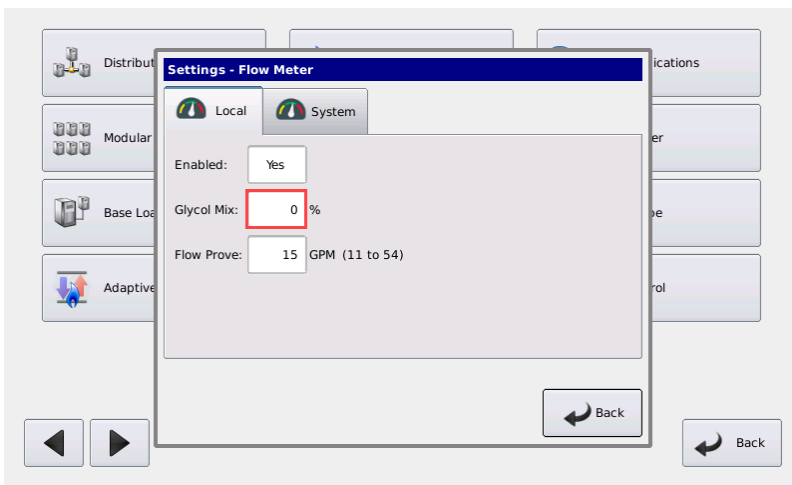 Distribut
ications
Settings - Flow Meter
Local
System
Modular
er
Enabled:
Yes
Glycol Mix:
0
%
Base Loa
pe
Flow Prove:
15
GPM (11 to 54)
Adaptive
rol
Back
Back